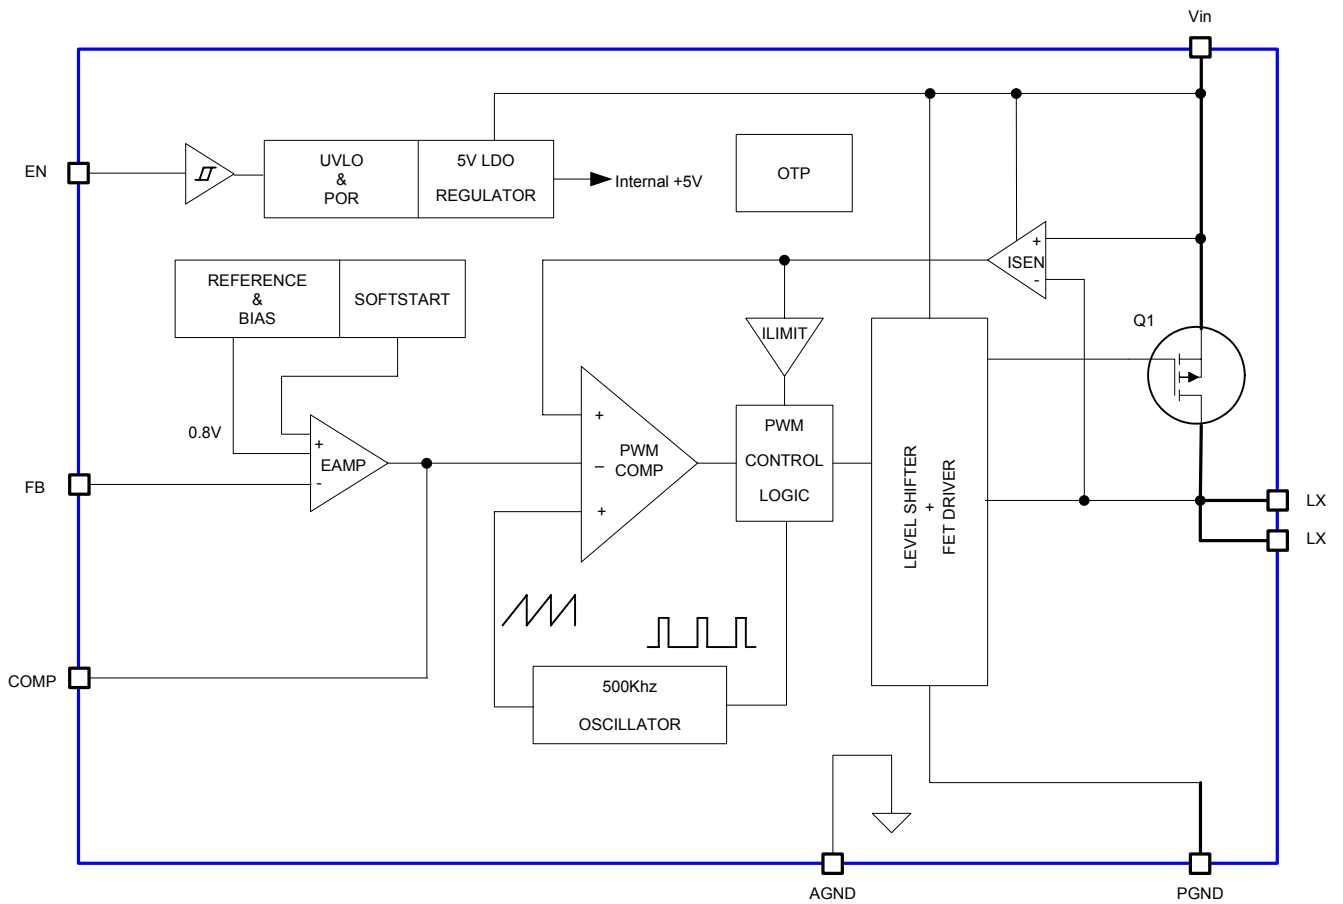 Vin
EN
UVLO
&
POR
5V LDO
REGULATOR
Internal +5V
OTP
REFERENCE
&
BIAS
SOFTSTART
+
ISEN
-
ILIMIT
Q1
0.8V
+
EAMP
-
+
PWM
COMP
–
+
PWM
CONTROL
LOGIC
LEVEL SHIFTER
+
FET DRIVER
FB
LX
LX
COMP
500Khz
OSCILLATOR
AGND
PGND